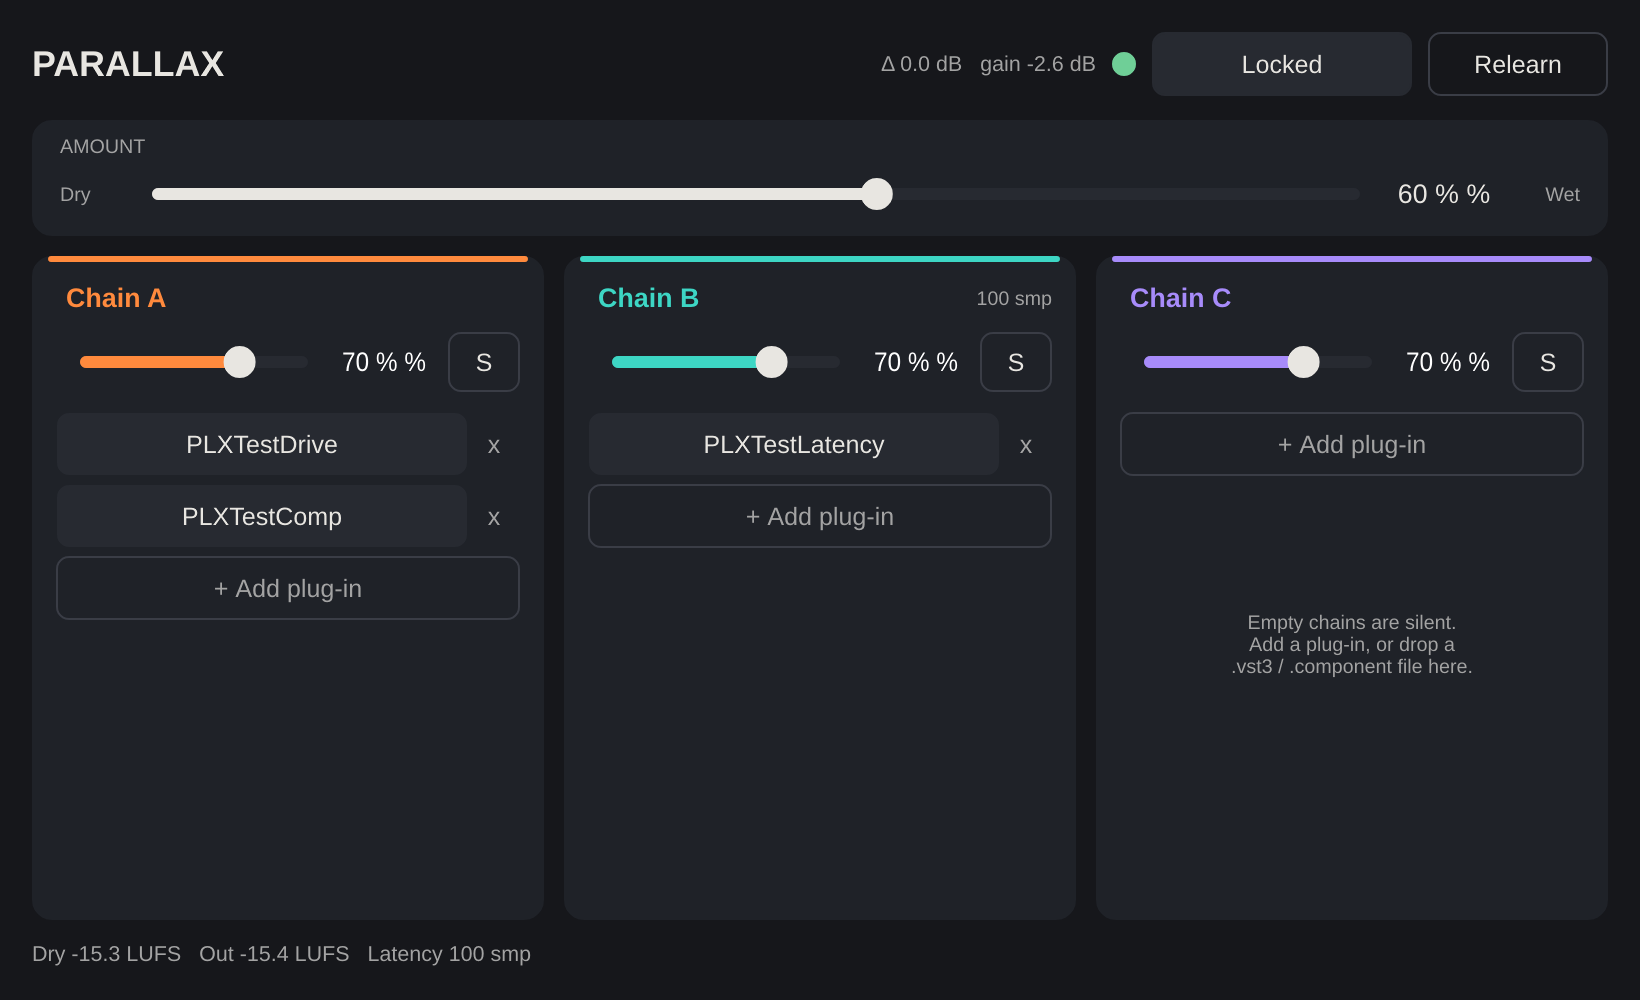 PARALLAX
Δ 0.0 dB gain -2.6 dB
Locked
Relearn
AMOUNT
Dry
60 % %
Wet
Chain A
70 % %
S
PLXTestDrive
x
PLXTestComp
x
+ Add plug-in
Chain B
100 smp
70 % %
S
PLXTestLatency
x
+ Add plug-in
Chain C
70 % %
S
+ Add plug-in
Empty chains are silent.
Add a plug-in, or drop a
.vst3 / .component file here.
Dry -15.3 LUFS Out -15.4 LUFS Latency 100 smp